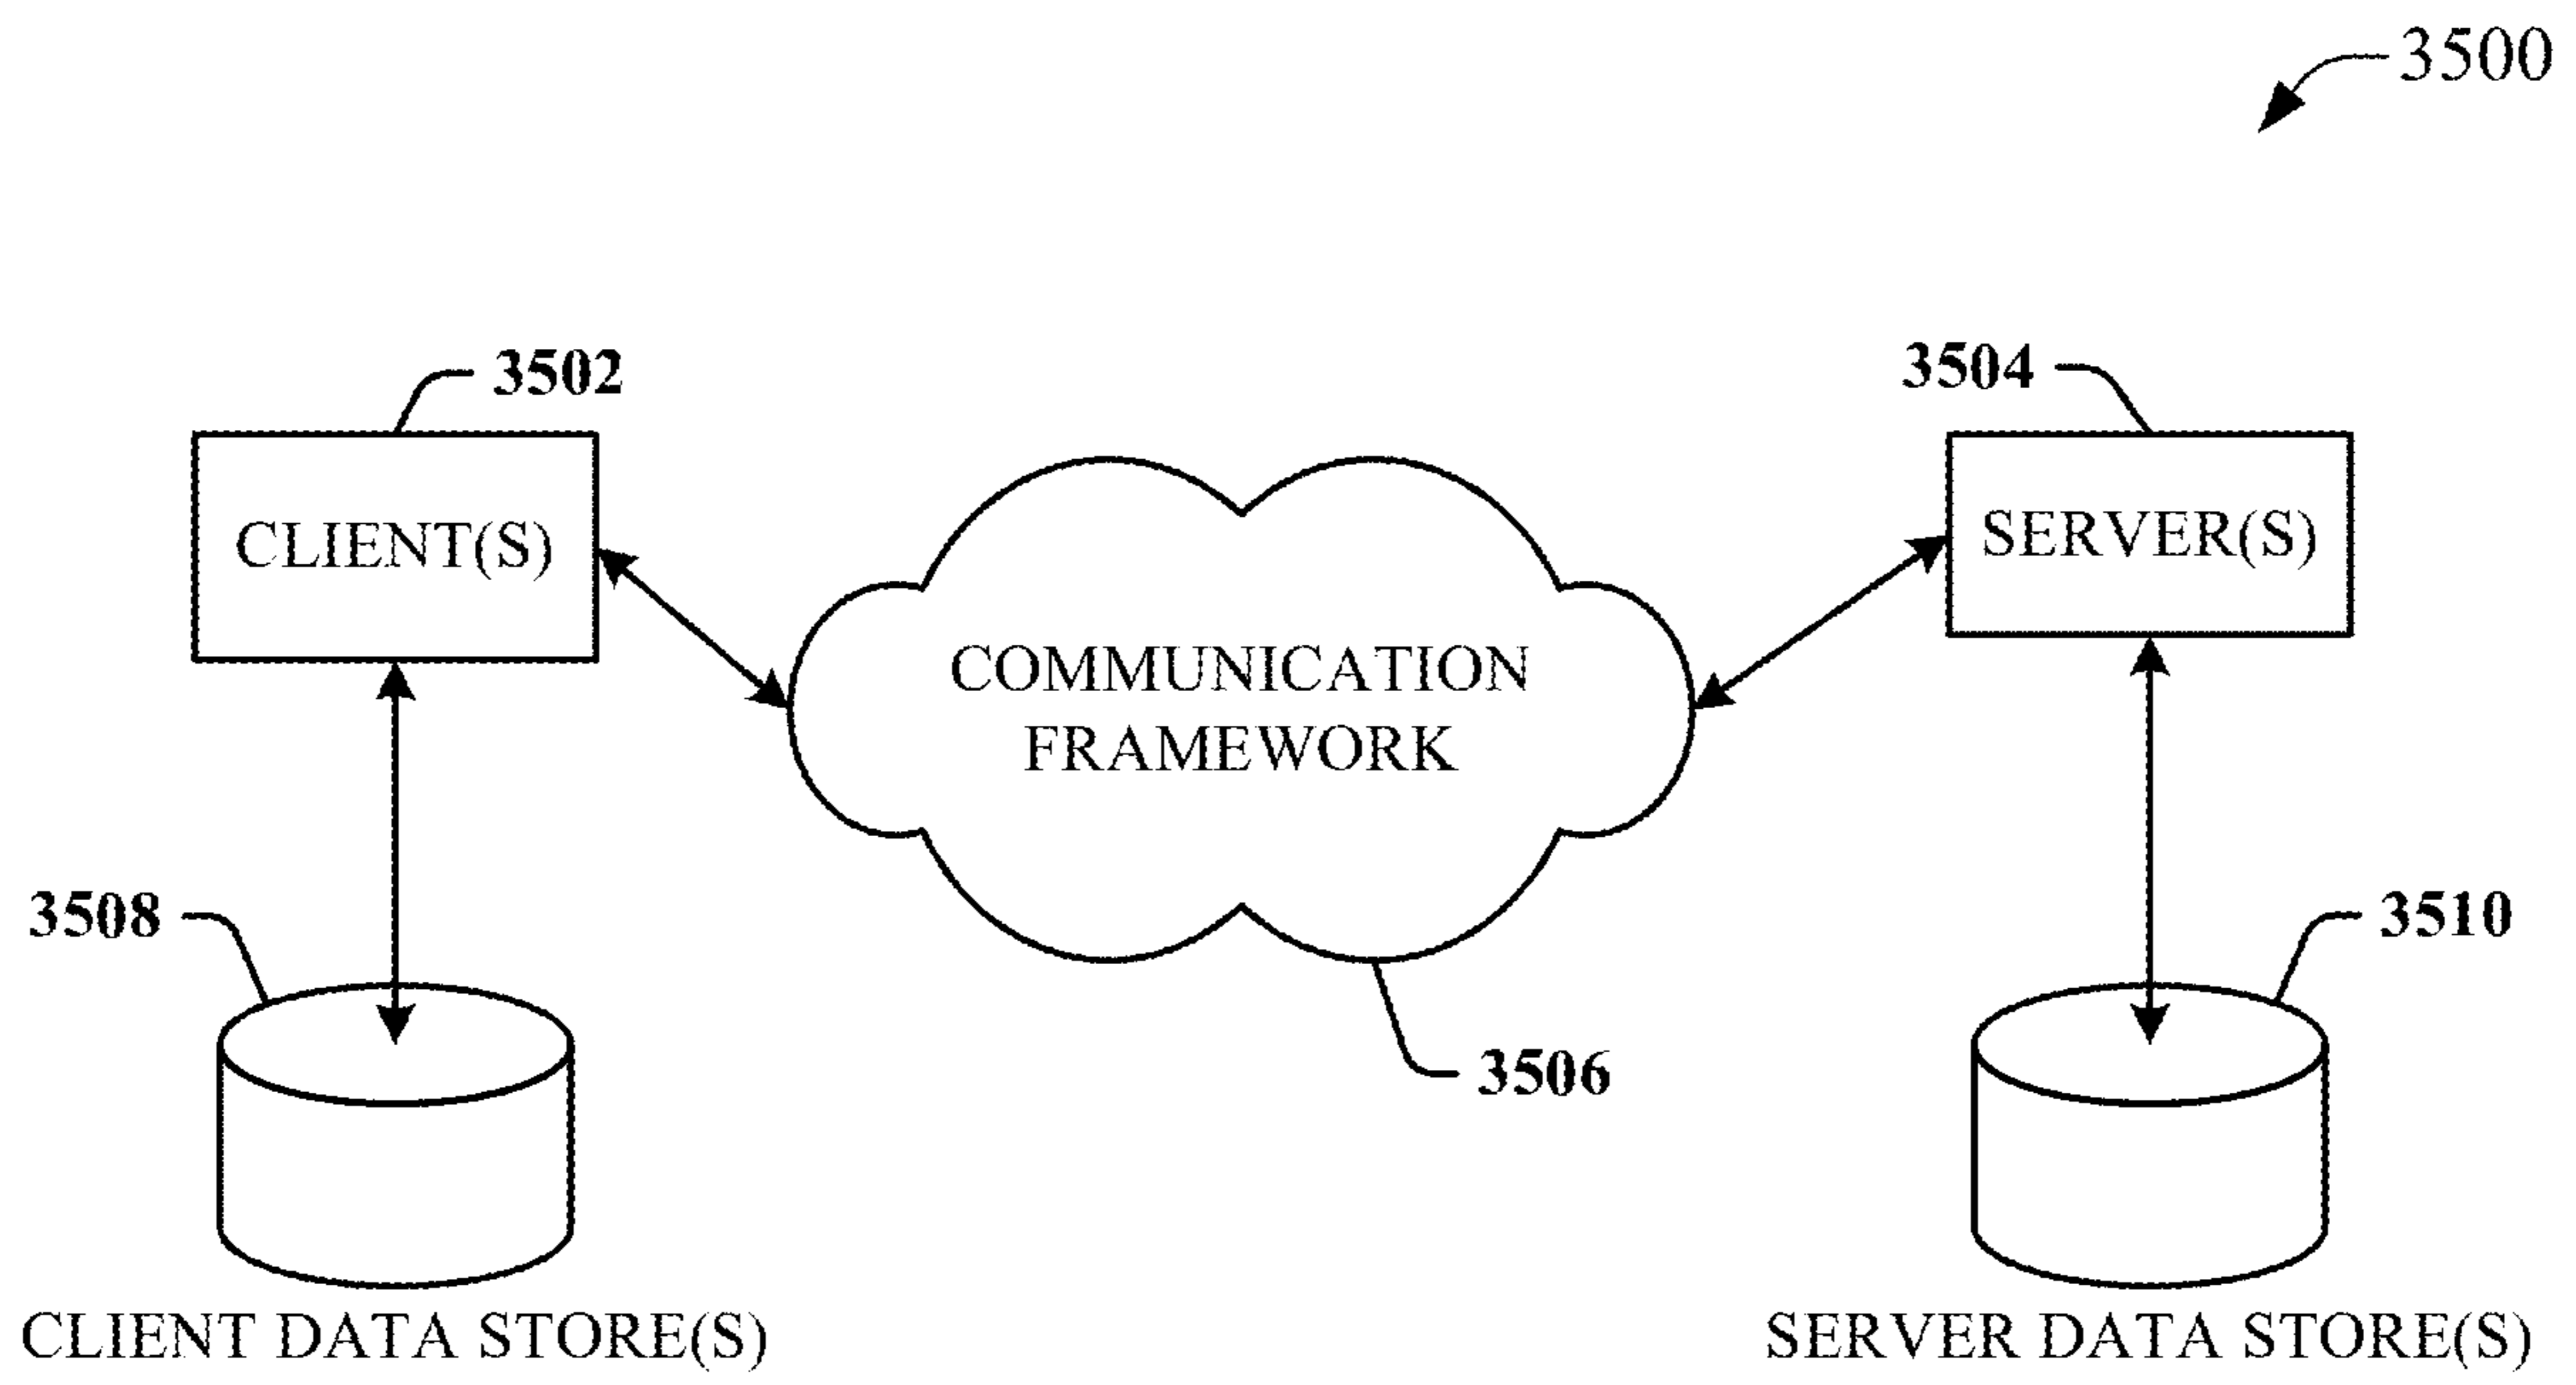 3500
3502
3504
CLIENT(S)
SERVER(S)
COMMUNICATION
FRAMEWORK
3508
3510
3506
CLIENT DATA STORE(S)
SERVER DATA STORE(S)